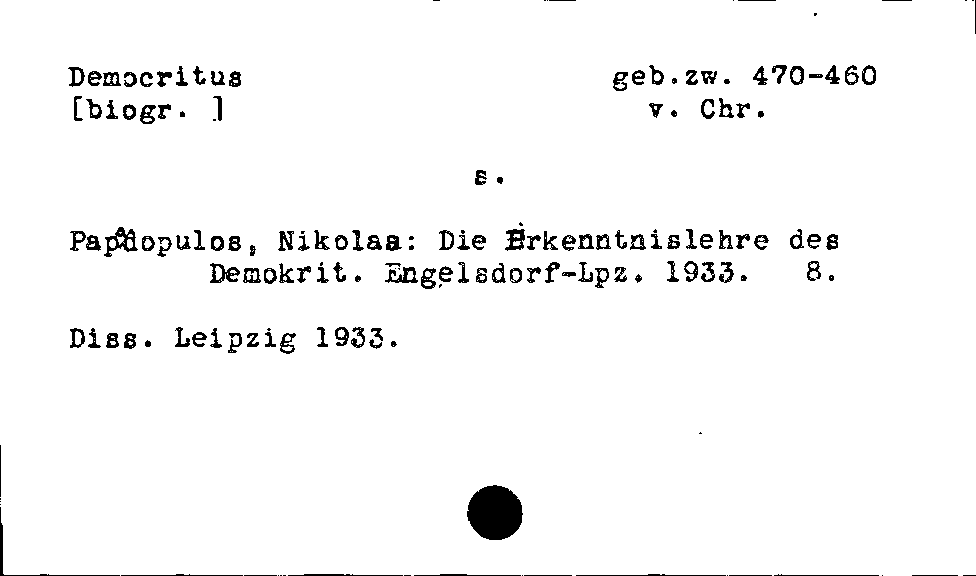 Democritus geb.zw. 470-460
[biogr. ] v. Chr.
s.
Papadopulos, Nikolas: Die Erkenntnislehre des
Demokrit. Engelsdorf-Lpz. 1933. 8.
Diss. Leipzig 1933.